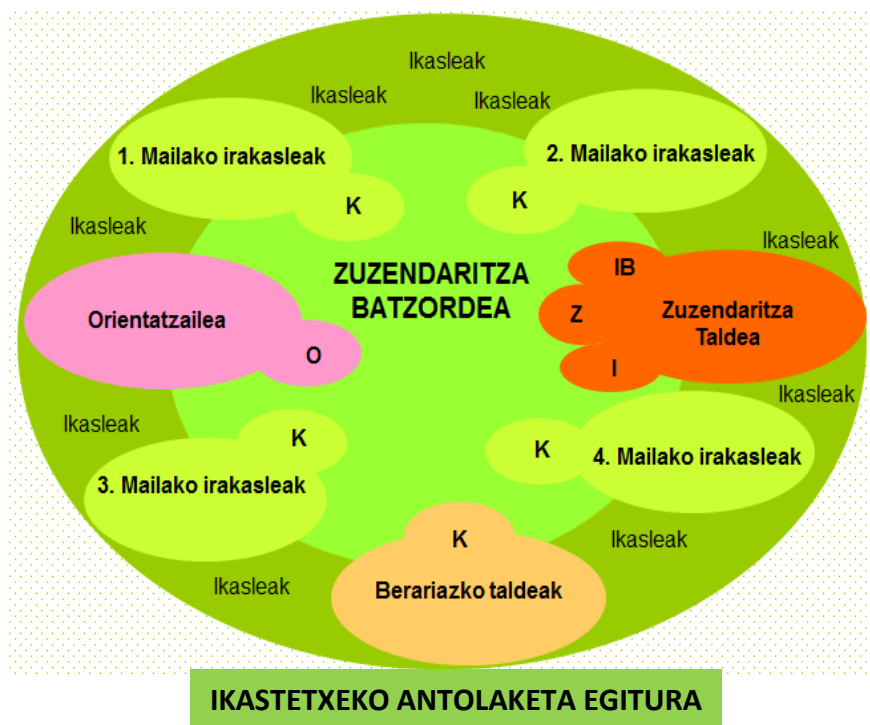 Ikasleak
Ikasleak
Ikasleak
1. Mailako irakasleak
2. Mailako irakasleak
K
K
Ikasleak
Ikasleak
ZUZENDARITZA
BATZORDEA
IB
Z
I
Zuzendaritza
Taldea
Orientatzailea
O
Ikasleak
Ikasleak
K
3. Mailako irakasleak
K
4. Mailako irakasleak
K
Berariazko taldeak
Ikasleak
Ikasleak
IKASTETXEKO ANTOLAKETA EGITURA